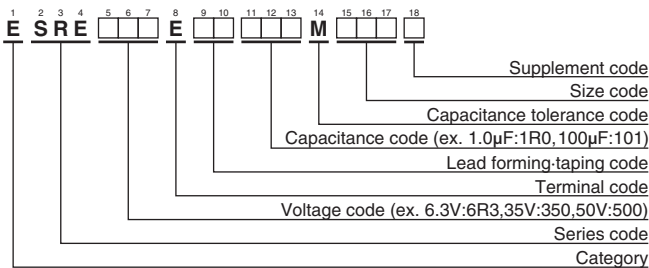 1 2 3 4 5 6 7 8 9 10 11 12 13 14 15 16 17 18
E SRE E M
Supplement code
Size code
Capacitance tolerance code
Capacitance code (ex. 1.0µF:1R0,100µF:101)
Lead forming·taping code
Terminal code
Voltage code (ex. 6.3V:6R3,35V:350,50V:500)
Series code
Category